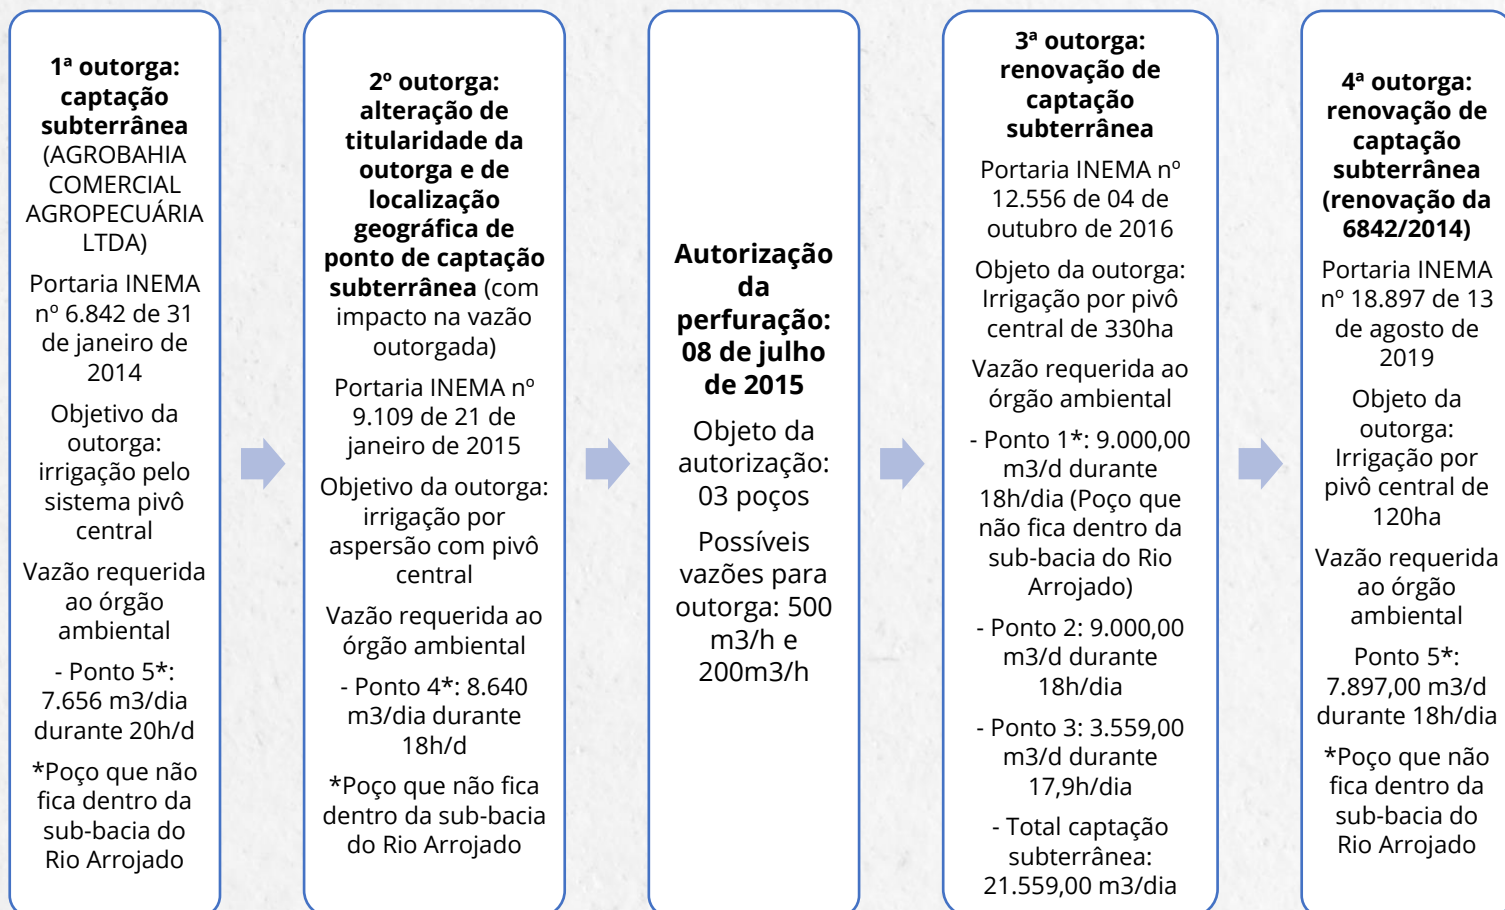 1ª outorga:
captação
subterrânea
(AGROBAHIA
COMERCIAL
AGROPECUÁRIA
LTDA)
Portaria INEMA
nº 6.842 de 31
de janeiro de
2014
Objetivo da
outorga:
irrigação pelo
sistema pivô
central
Vazão requerida
ao órgão
ambiental
- Ponto 5*:
7.656 m3/dia
durante 20h/d
*Poço que não
fica dentro da
sub-bacia do
Rio Arrojado
2º outorga:
alteração de
titularidade da
outorga e de
localização
geográfica de
ponto de captação
subterrânea (com
impacto na vazão
outorgada)
Portaria INEMA nº
9.109 de 21 de
janeiro de 2015
Objetivo da outorga:
irrigação por
aspersão com pivô
central
Vazão requerida ao
órgão ambiental
- Ponto 4*: 8.640
m3/dia durante
18h/d
*Poço que não fica
dentro da sub-bacia
do Rio Arrojado
Autorização
da
perfuração:
08 de julho
de 2015
Objeto da
autorização:
03 poços
Possíveis
vazões para
outorga: 500
m3/h e
200m3/h
3ª outorga:
renovação de
captação
subterrânea
Portaria INEMA nº
12.556 de 04 de
outubro de 2016
Objeto da outorga:
Irrigação por pivô
central de 330ha
Vazão requerida ao
órgão ambiental
- Ponto 1*: 9.000,00
m3/d durante
18h/dia (Poço que
não fica dentro da
sub-bacia do Rio
Arrojado)
- Ponto 2: 9.000,00
m3/d durante
18h/dia
- Ponto 3: 3.559,00
m3/d durante
17,9h/dia
- Total captação
subterrânea:
21.559,00 m3/dia
4ª outorga:
renovação de
captação
subterrânea
(renovação da
6842/2014)
Portaria INEMA
nº 18.897 de 13
de agosto de
2019
Objeto da
outorga:
Irrigação por
pivô central de
120ha
Vazão requerida
ao órgão
ambiental
Ponto 5*:
7.897,00 m3/d
durante 18h/dia
*Poço que não
fica dentro da
sub-bacia do
Rio Arrojado